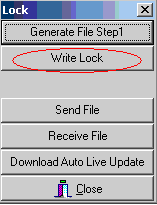 Lock
Generate File Step1
Write Lock
Send File
Receive File
Download Auto Live Update
Close